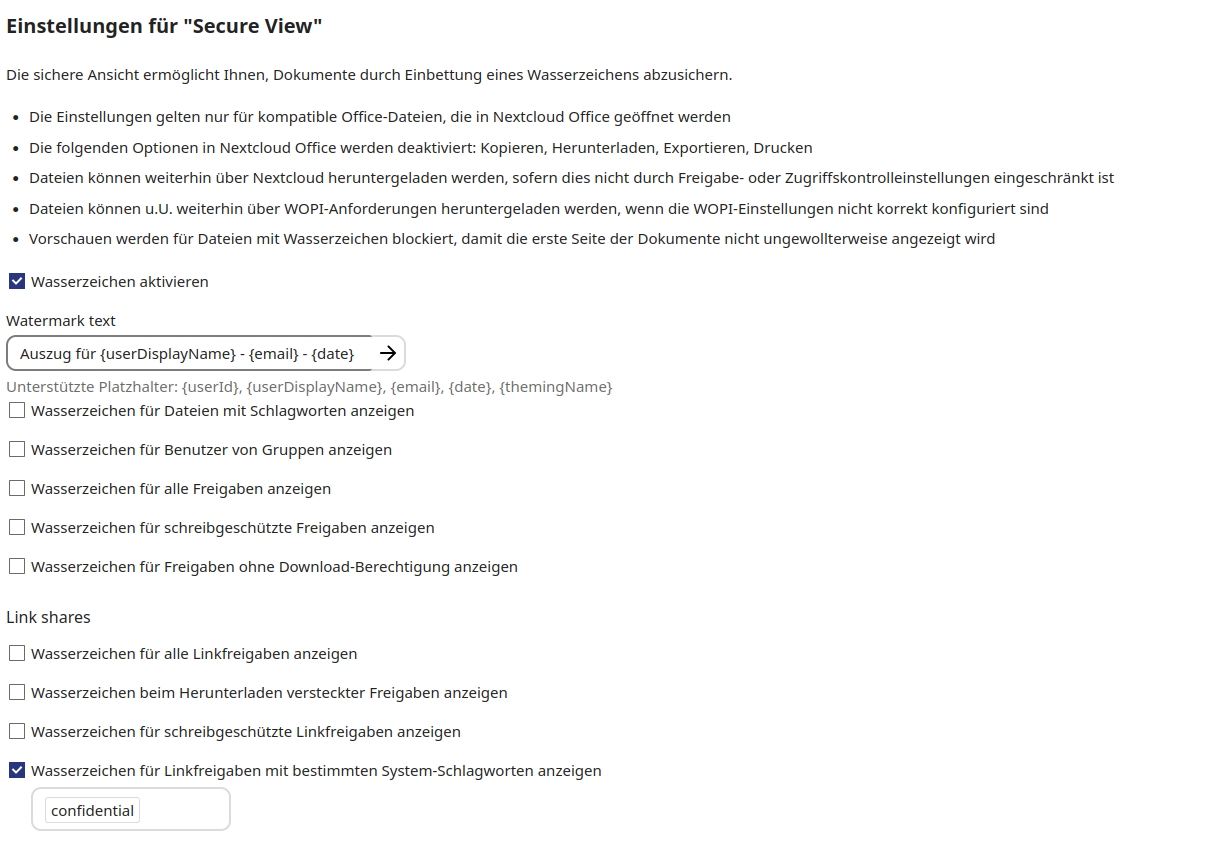 Einstellungen für "Secure View"
Die sichere Ansicht ermöglicht Ihnen, Dokumente durch Einbettung eines Wasserzeichens abzusichern.
Die Einstellungen gelten nur für kompatible Office-Dateien, die in Nextcloud Office geöffnet werden
Die folgenden Optionen in Nextcloud Office werden deaktiviert: Kopieren, Herunterladen, Exportieren, Drucken
Dateien können weiterhin über Nextcloud heruntergeladen werden, sofern dies nicht durch Freigabe- oder Zugriffskontrolleinstellungen eingeschränkt ist
Dateien können u.U. weiterhin über WOPI-Anforderungen heruntergeladen werden, wenn die WOPI-Einstellungen nicht korrekt konfiguriert sind
Vorschauen werden für Dateien mit Wasserzeichen blockiert, damit die erste Seite der Dokumente nicht ungewollterweise angezeigt wird
Wasserzeichen aktivieren
Watermark text
Auszug für {userDisplayName} - {email} - {date}
Unterstützte Platzhalter: {userId}, {userDisplayName}, {email}, {date}, {themingName}
Wasserzeichen für Dateien mit Schlagworten anzeigen
Wasserzeichen für Benutzer von Gruppen anzeigen
Wasserzeichen für alle Freigaben anzeigen
Wasserzeichen für schreibgeschützte Freigaben anzeigen
Wasserzeichen für Freigaben ohne Download-Berechtigung anzeigen
Link shares
Wasserzeichen für alle Linkfreigaben anzeigen
Wasserzeichen beim Herunterladen versteckter Freigaben anzeigen
Wasserzeichen für schreibgeschützte Linkfreigaben anzeigen
Wasserzeichen für Linkfreigaben mit bestimmten System-Schlagworten anzeigen
confidential